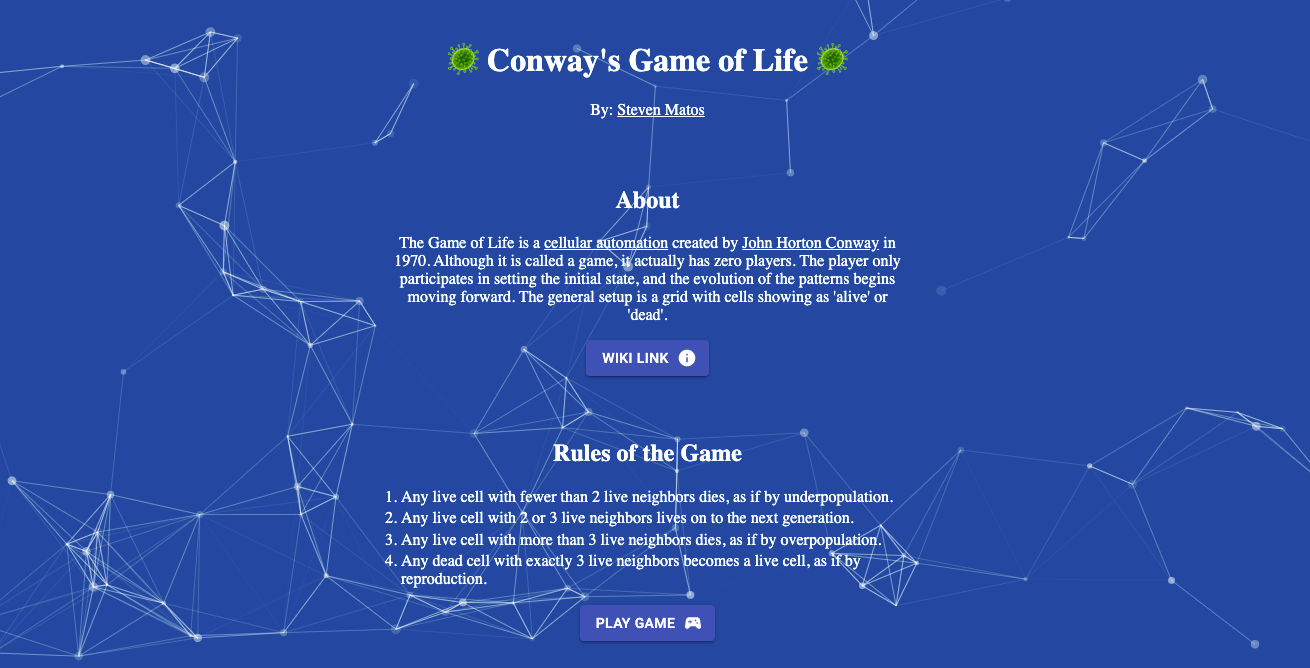 Conway's Game of Life
By: Steven Matos
About
The Game of Life is a cellular automation created by John Horton Conway in
1970. Although it is called a game, it actually has zero players. The player only
participates in setting the initial state, and the evolution of the patterns begins
moving forward. The general setup is a grid with cells showing as 'alive' or
'dead'.
WIKI LINK
Rules of the Game
1. Any live cell with fewer than 2 live neighbors dies, as if by underpopulation.
2. Any live cell with 2 or 3 live neighbors lives on to the next generation.
3. Any live cell with more than 3 live neighbors dies, as if by overpopulation.
4. Any dead cell with exactly 3 live neighbors becomes a live cell, as if by
reproduction.
PLAY GAME